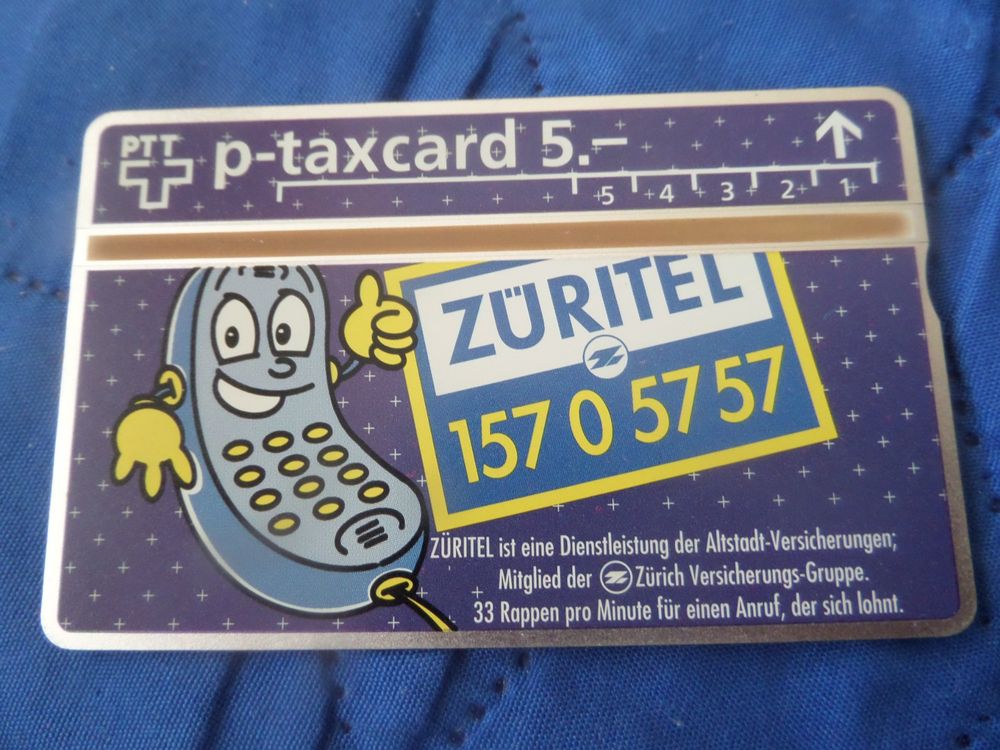 PTT
p-taxcard 5.–
5 4 3 2 1
ZÜRITEL
157 0 57 57
ZÜRITEL ist eine Dienstleistung der Altstadt-Versicherungen;
Mitglied der Zürich Versicherungs-Gruppe.
33 Rappen pro Minute für einen Anruf, der sich lohnt.